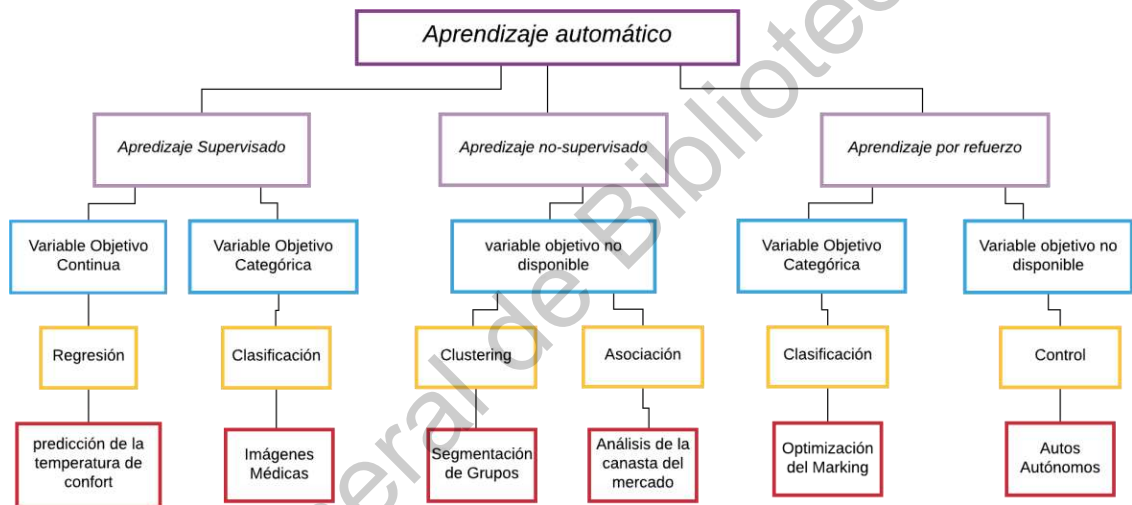 Aprendizaje automático
Apredizaje Supervisado
Apredizaje no-supervisado
Aprendizaje por refuerzo
Variable Objetivo
Continua
Variable Objetivo
Categórica
variable objetivo no
disponible
Variable Objetivo
Categórica
Variable objetivo no
disponible
Regresión
Clasificación
Clustering
Asociación
Clasificación
Control
predicción de la
temperatura de
confort
Imágenes
Médicas
Segmentación
de Grupos
Análisis de la
canasta del
mercado
Optimización
del Marking
Autos
Autónomos
de Biblio